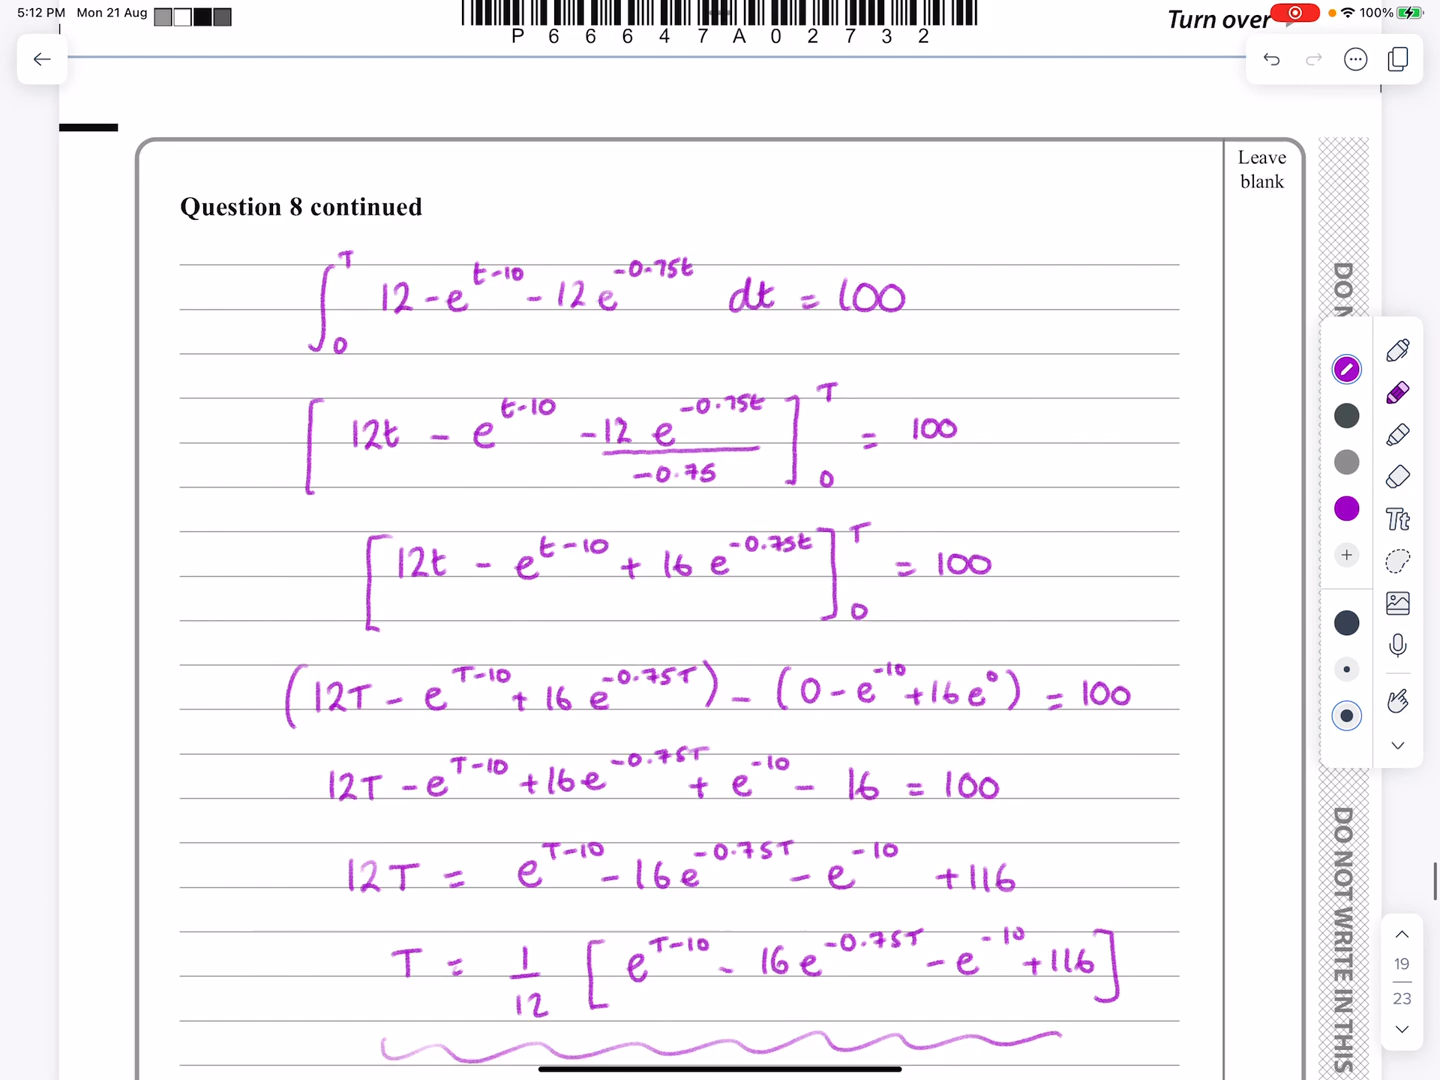 5:12 PM Mon 21 Aug
100%
P 6 6 6 4 7 A 0 2 7 3 2
Turn over
Leave
blank
Question 8 continued
∫₀ᵀ 12 - e^(t-10) - 12e^(-0.75t) dt = 100
[12t - e^(t-10) - 12 e^(-0.75t) / -0.75]₀ᵀ = 100
[12t - e^(t-10) + 16 e^(-0.75t)]₀ᵀ = 100
(12T - e^(T-10) + 16 e^(-0.75T)) - (0 - e^(-10) + 16e^0) = 100
12T - e^(T-10) + 16e^(-0.75T) + e^(-10) - 16 = 100
12T = e^(T-10) - 16e^(-0.75T) - e^(-10) + 116
T = 1/12 [e^(T-10) - 16e^(-0.75T) - e^(-10) + 116]
DO N
DO NOT WRITE IN THIS
Tt
19
23